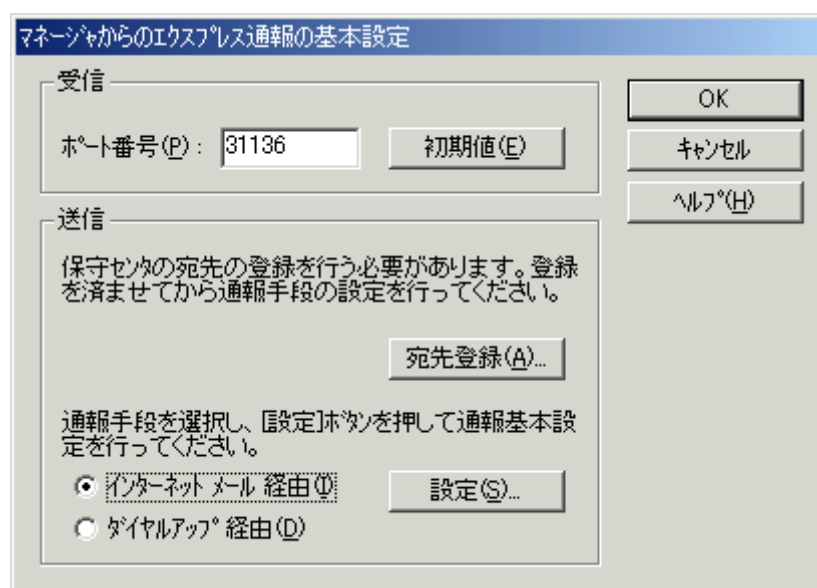 マネージャからのエクスプレス通報の基本設定
受信
ポート番号(P) : 31136 初期値(E)
OK
キャンセル
ヘルプ(H)
送信
保守センタの宛先の登録を行う必要があります。登録
を済ませてから通報手段の設定を行ってください。
宛先登録(A)...
通報手段を選択し、[設定]ボタンを押して通報基本設
定を行ってください。
インターネット メール 経由(I) 設定(S)...
ダイヤルアップ 経由(D)